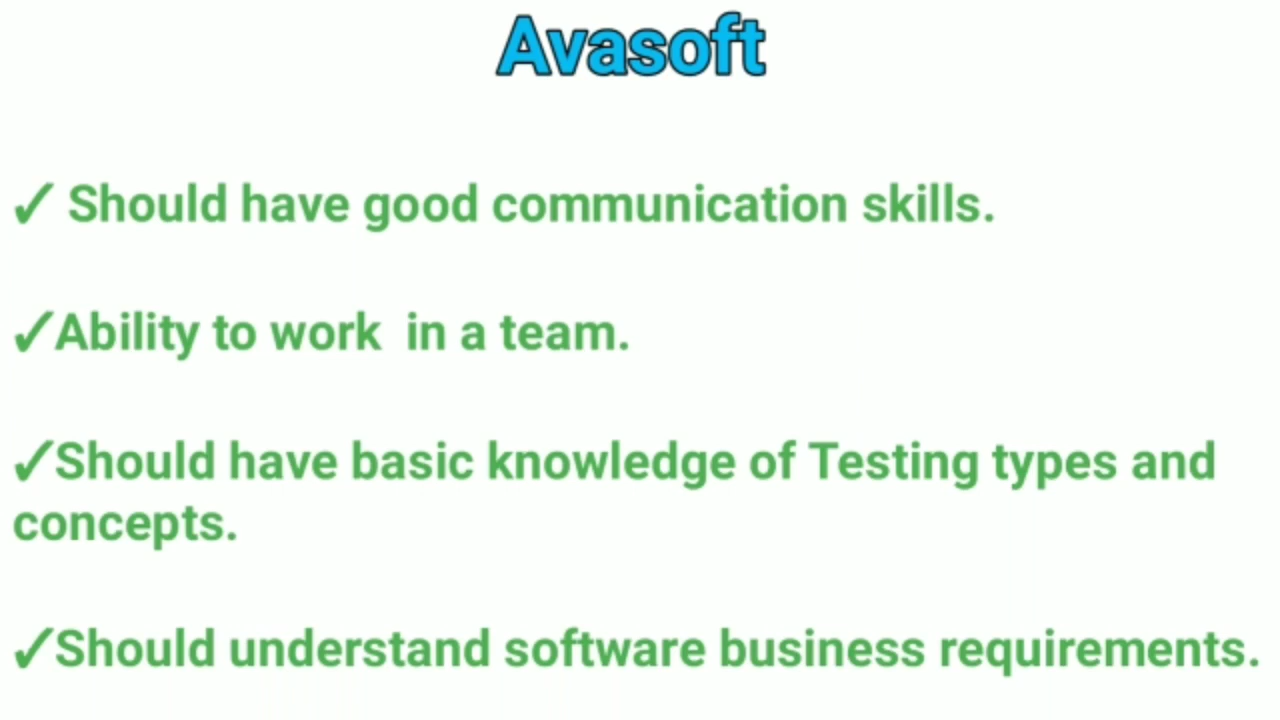 Avasoft
✓ Should have good communication skills.
✓Ability to work  in a team.
✓Should have basic knowledge of Testing types and
concepts.
✓Should understand software business requirements.